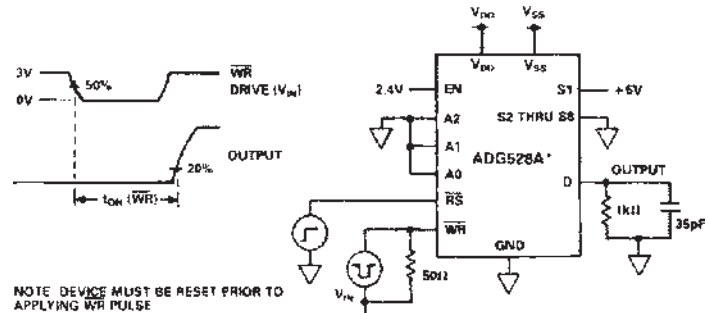 VDD VSS
3V 50% WR
0V DRIVE (VIN)
OUTPUT
20%
tON (WR)
VDD VSS
2.4V EN S1 +6V
A2 S2 THRU S8
A1 ADG528A*
A0 D OUTPUT
RS 1kΩ 35pF
WR
GND
50Ω
VIN
NOTE DEVICE MUST BE RESET PRIOR TO
APPLYING WR PULSE